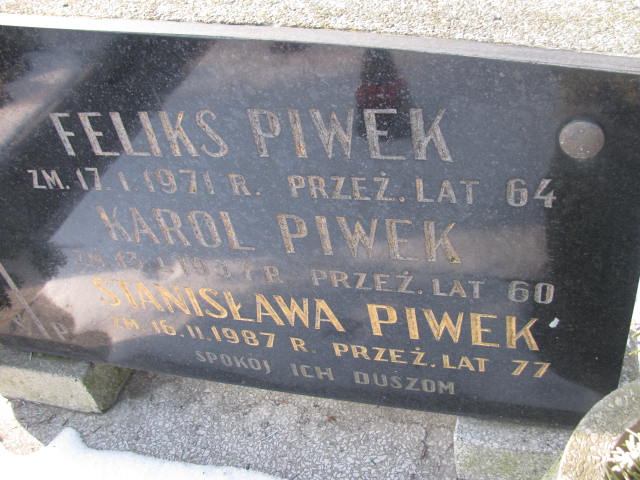 FELIKS PIWEK
ZM. 17. I. 1971 R. PRZEŻ. LAT 64
KAROL PIWEK
R. PRZEŻ. LAT 60
STANISŁAWA PIWEK
ZM. 16. II. 1987 R. PRZEŻ. LAT 77
SPOKÓJ ICH DUSZOM